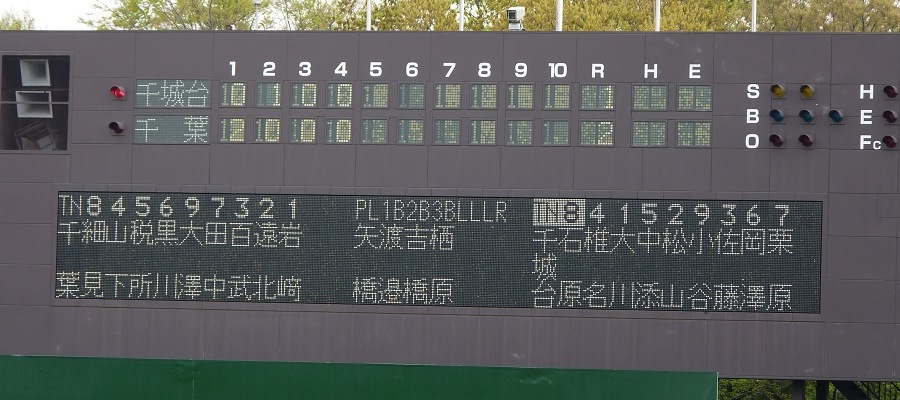 1 2 3 4 5 6 7 8 9 10 R H E
千城台 0 1 0 0 1
千葉 2 0 0 2
S H
B E
O Fc
TN 8 4 5 6 9 7 3 2 1 PL 1B 2B 3B LL LR TN 8 4 1 5 2 9 3 6 7
千葉 細見 山下 税所 黒川 大澤 田中 百武 遠北 岩﨑 矢橋 渡邉 吉橋 栖原 千城台 石原 椎名 大川 中添 松山 小谷 佐藤 岡澤 栗原